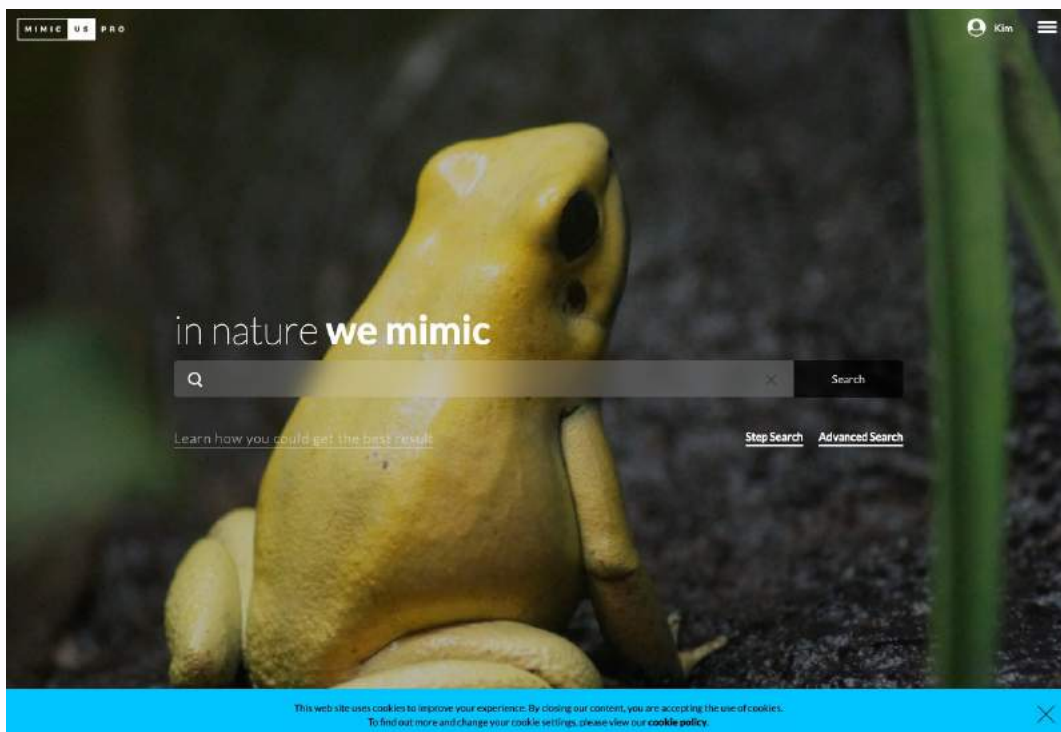 MINIC US PRO
Kim
in nature we mimic
Search
Learn how you could get the best result
Step Search Advanced Search
This web site uses cookies to improve your experience. By closing our content, you are accepting the use of cookies.
To find out more and change your cookie settings, please view our cookie policy.